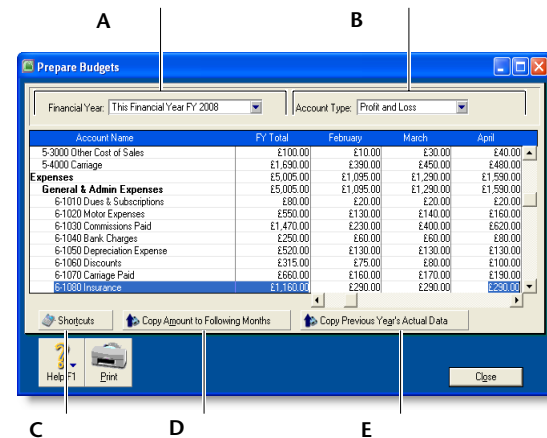 A B
Prepare Budgets
Financial Year: This Financial Year FY 2008 Account Type: Profit and Loss
Account Name FY Total February March April
5-3000 Other Cost of Sales £100.00 £10.00 £30.00 £40.00
5-4000 Carriage £1,690.00 £390.00 £450.00 £480.00
Expenses £5,005.00 £1,095.00 £1,290.00 £1,590.00
General & Admin Expenses £5,005.00 £1,095.00 £1,290.00 £1,590.00
6-1010 Dues & Subscriptions £80.00 £20.00 £20.00 £20.00
6-1020 Motor Expenses £550.00 £130.00 £140.00 £160.00
6-1030 Commissions Paid £1,470.00 £230.00 £400.00 £620.00
6-1040 Bank Charges £250.00 £60.00 £60.00 £80.00
6-1050 Depreciation Expense £520.00 £130.00 £130.00 £130.00
6-1060 Discounts £315.00 £75.00 £80.00 £100.00
6-1070 Carriage Paid £660.00 £160.00 £170.00 £190.00
6-1080 Insurance £1,160.00 £290.00 £290.00 £290.00
Shortcuts Copy Amount to Following Months Copy Previous Year's Actual Data
Help F1 Print Close
C D E